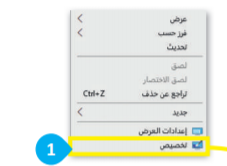 عرض
فرز حسب
تحديث
لصق
لصق الاختصار
تراجع عن حذف Ctrl+Z
جديد
إعدادات العرض
تخصيص
1